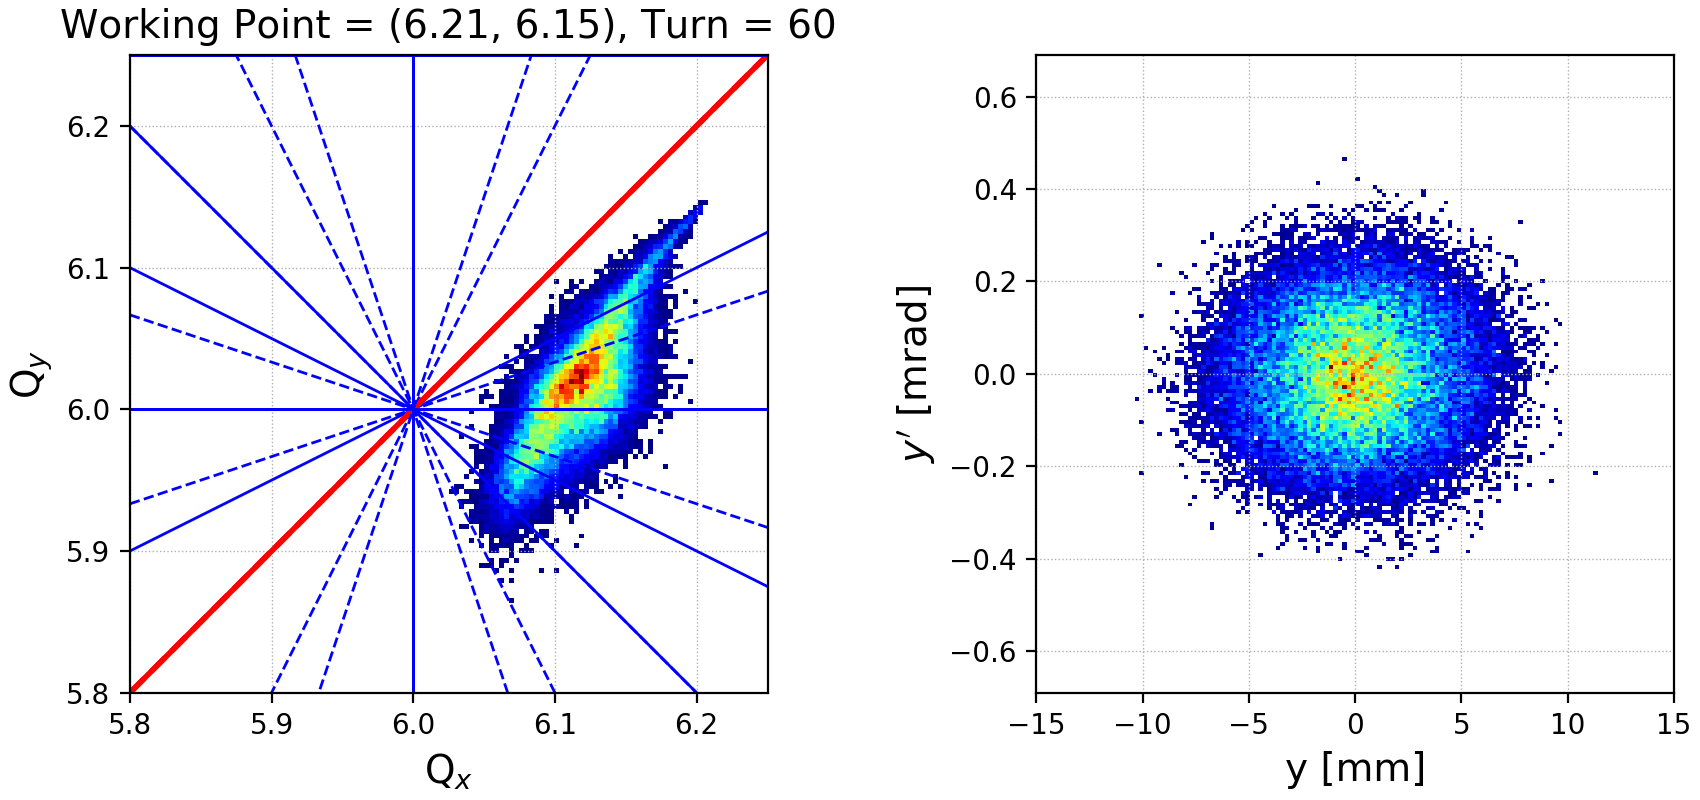 Working Point = (6.21, 6.15), Turn = 60
6.2
6.1
6.0
5.9
5.8
Q_y
5.8 5.9 6.0 6.1 6.2
Q_x
0.6
0.4
0.2
0.0
−0.2
−0.4
−0.6
y′ [mrad]
−15 −10 −5 0 5 10 15
y [mm]